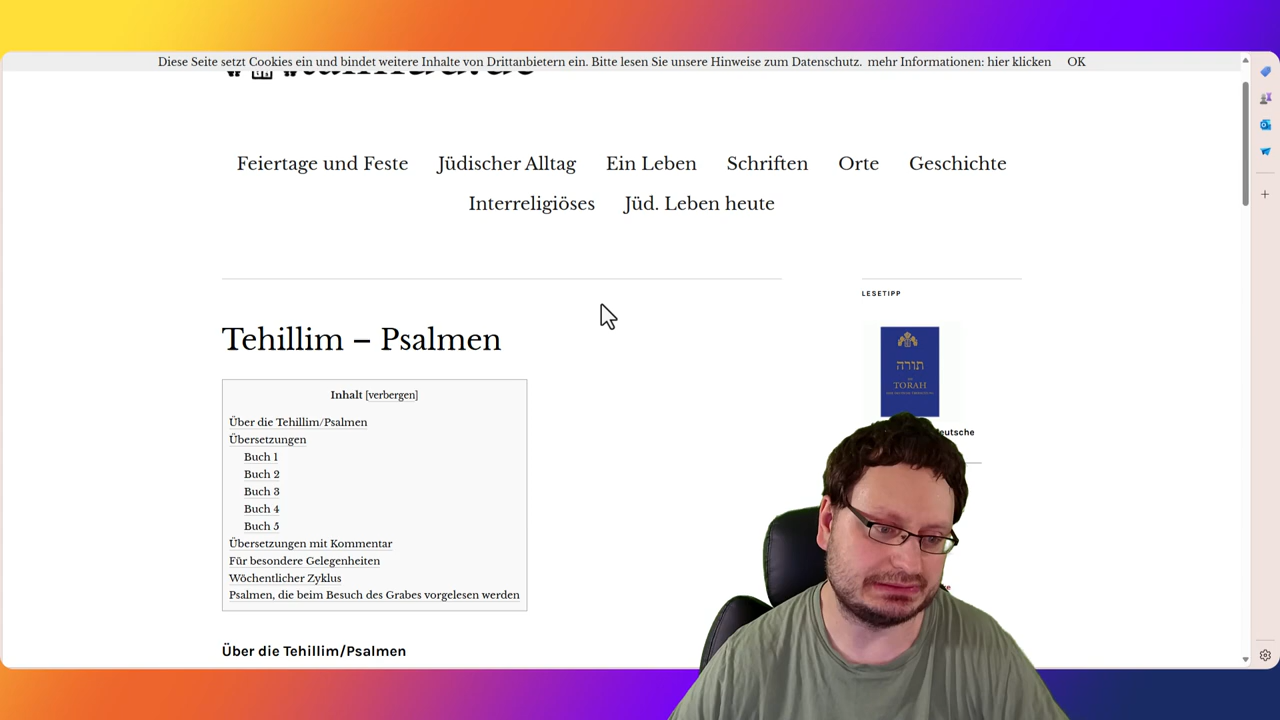 Diese Seite setzt Cookies ein und bindet weitere Inhalte von Drittanbietern ein. Bitte lesen Sie unsere Hinweise zum Datenschutz. mehr Informationen: hier klicken OK
Feiertage und Feste Jüdischer Alltag Ein Leben Schriften Orte Geschichte
Interreligiöses Jüd. Leben heute
LESETIPP
Tehillim – Psalmen
תורה
TORAH
Inhalt [verbergen]
Über die Tehillim/Psalmen
Übersetzungen
Buch 1
Buch 2
Buch 3
Buch 4
Buch 5
Übersetzungen mit Kommentar
Für besondere Gelegenheiten
Wöchentlicher Zyklus
Psalmen, die beim Besuch des Grabes vorgelesen werden
Über die Tehillim/Psalmen